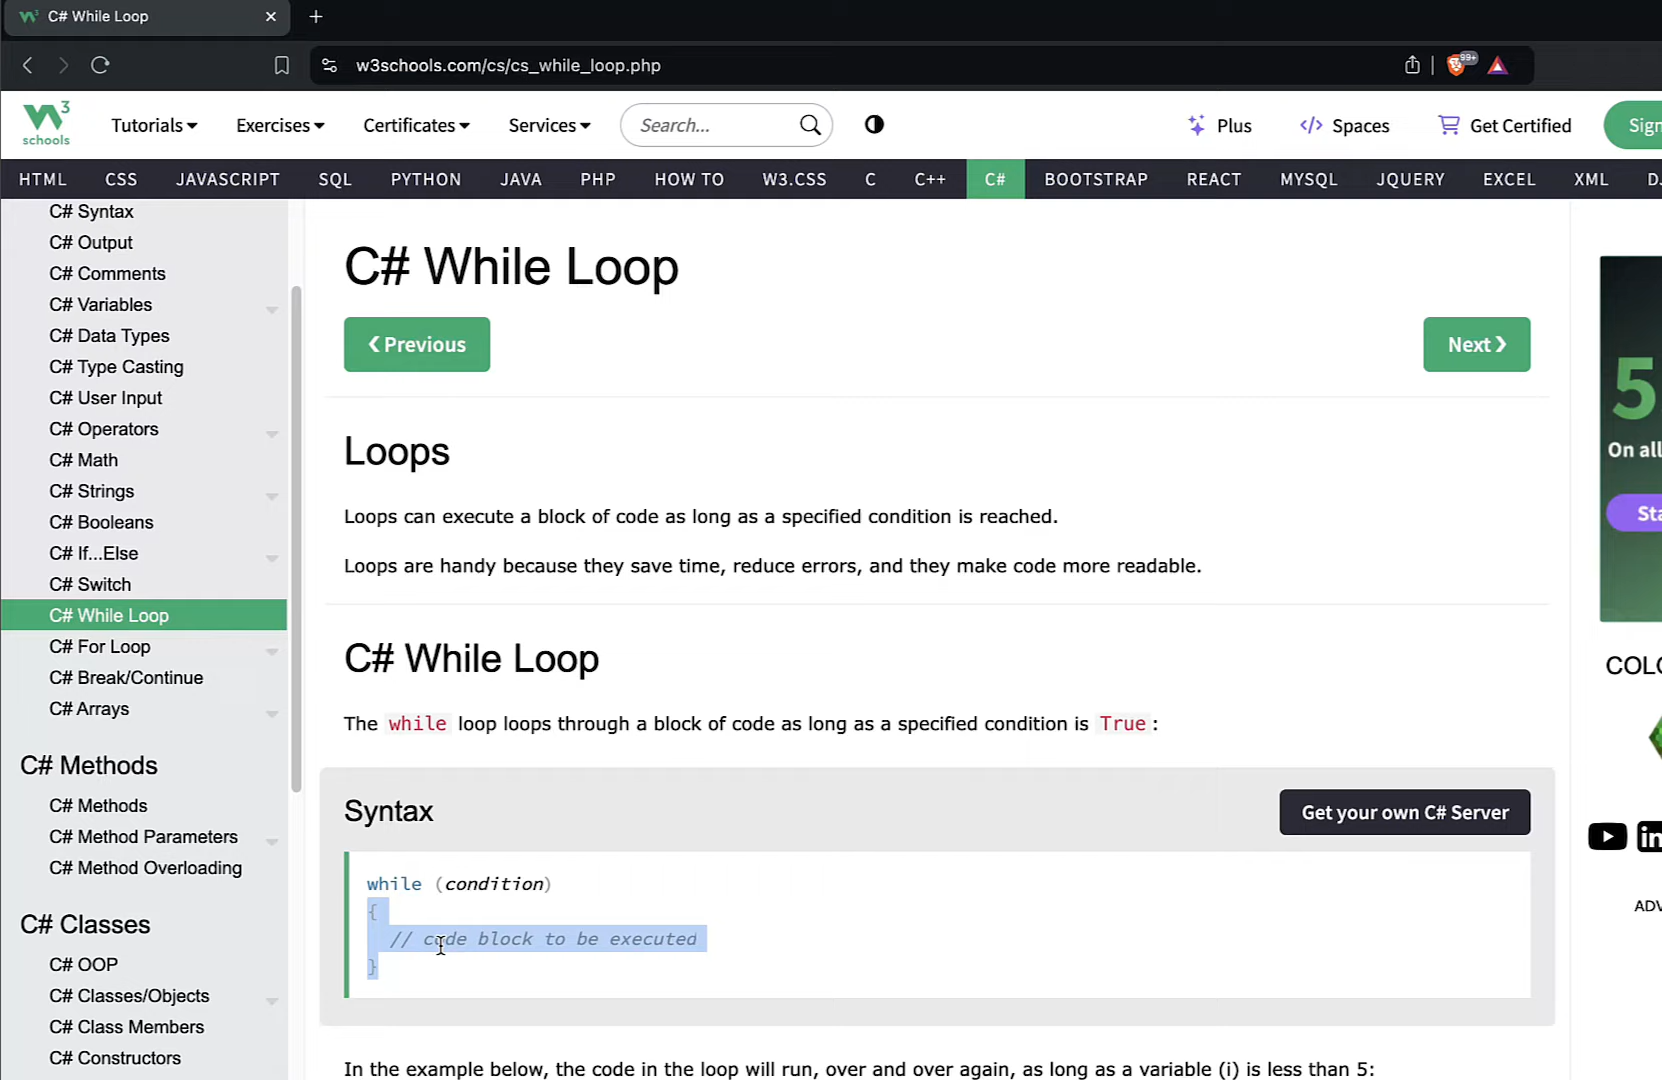 C# While Loop
w3schools.com/cs/cs_while_loop.php
99+
3
schools
Tutorials
Exercises
Certificates
Services
Search...
Plus
Spaces
Get Certified
Sign
HTML
CSS
JAVASCRIPT
SQL
PYTHON
JAVA
PHP
HOW TO
W3.CSS
C
C++
C#
BOOTSTRAP
REACT
MYSQL
JQUERY
EXCEL
XML
C# Syntax
C# Output
C# Comments
C# Variables
C# Data Types
C# Type Casting
C# User Input
C# Operators
C# Math
C# Strings
C# Booleans
C# If...Else
C# Switch
C# While Loop
C# For Loop
C# Break/Continue
C# Arrays
C# Methods
C# Methods
C# Method Parameters
C# Method Overloading
C# Classes
C# OOP
C# Classes/Objects
C# Class Members
C# Constructors
C# While Loop
❮ Previous
Next ❯
Loops
Loops can execute a block of code as long as a specified condition is reached.
Loops are handy because they save time, reduce errors, and they make code more readable.
C# While Loop
The while loop loops through a block of code as long as a specified condition is True:
Syntax
Get your own C# Server
while (condition)
{
// code block to be executed
}
In the example below, the code in the loop will run, over and over again, as long as a variable (i) is less than 5:
5
On all
Sta
COLO
in
ADV